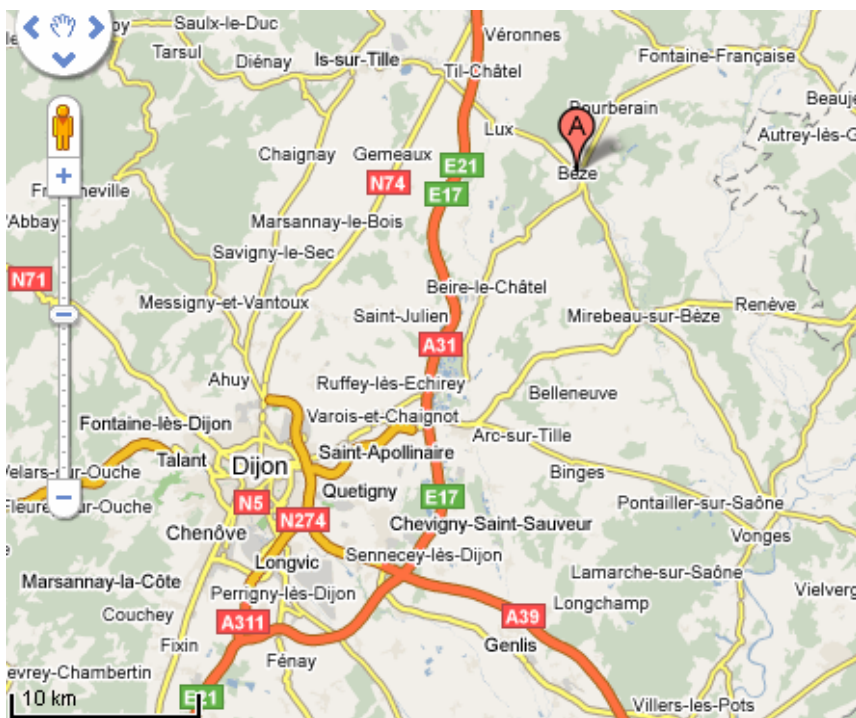 Saulx-le-Duc
Véronnes
Tarsul
Diénay
Is-sur-Tille
Til-Châtel
Fontaine-Française
Bourberain
Lux
A
Chaignay
Gemeaux
E21
N74
E17
Bèze
Marsannay-le-Bois
Savigny-le-Sec
N71
Beire-le-Châtel
Messigny-et-Vantoux
Saint-Julien
Mirebeau-sur-Bèze
Renève
A31
Ahuy
Ruffey-lès-Echirey
Belleneuve
Fontaine-lès-Dijon
Varois-et-Chaignot
Arc-sur-Tille
Talant
Dijon
Saint-Apollinaire
Binges
Quetigny
N5
E17
Pontailler-sur-Saône
N274
Chevigny-Saint-Sauveur
Chenôve
Vonges
Longvic
Sennecey-lès-Dijon
Marsannay-la-Côte
Perrigny-lès-Dijon
Lamarche-sur-Saône
Couchey
A311
A39
Longchamp
Fixin
Fénay
Genlis
evrey-Chambertin
10 km
E21
Villers-les-Pots